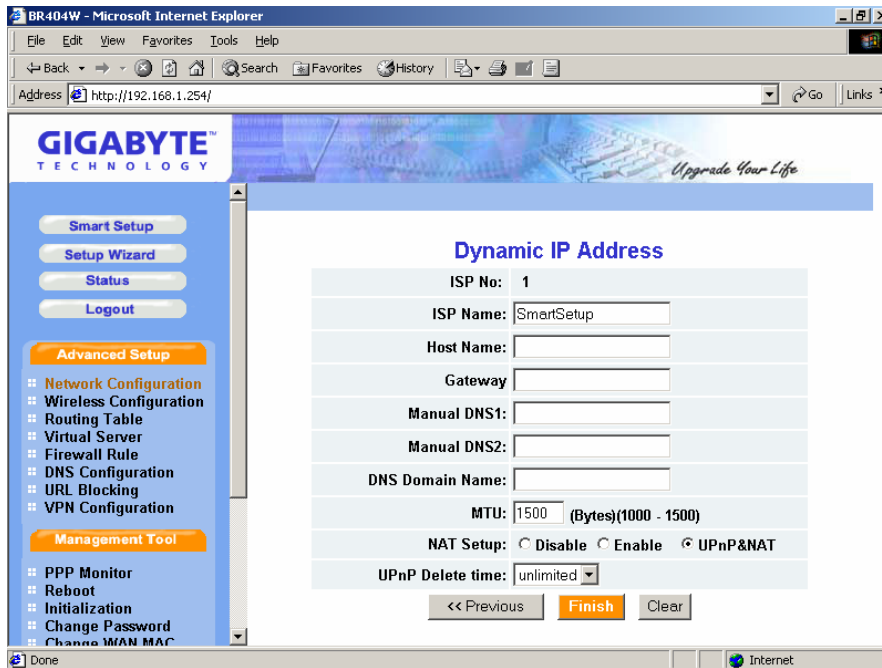 BR404W - Microsoft Internet Explorer
File Edit View Favorites Tools Help
Back Search Favorites History
Address http://192.168.1.254/ Go Links
GIGABYTE™
TECHNOLOGY
Upgrade Your Life
Smart Setup
Setup Wizard
Status
Logout
Advanced Setup
Network Configuration
Wireless Configuration
Routing Table
Virtual Server
Firewall Rule
DNS Configuration
URL Blocking
VPN Configuration
Management Tool
PPP Monitor
Reboot
Initialization
Change Password
Change WAN MAC
Dynamic IP Address
ISP No: 1
ISP Name: SmartSetup
Host Name:
Gateway
Manual DNS1:
Manual DNS2:
DNS Domain Name:
MTU: 1500 (Bytes)(1000 - 1500)
NAT Setup: Disable Enable UPnP&NAT
UPnP Delete time: unlimited
<< Previous Finish Clear
Done Internet